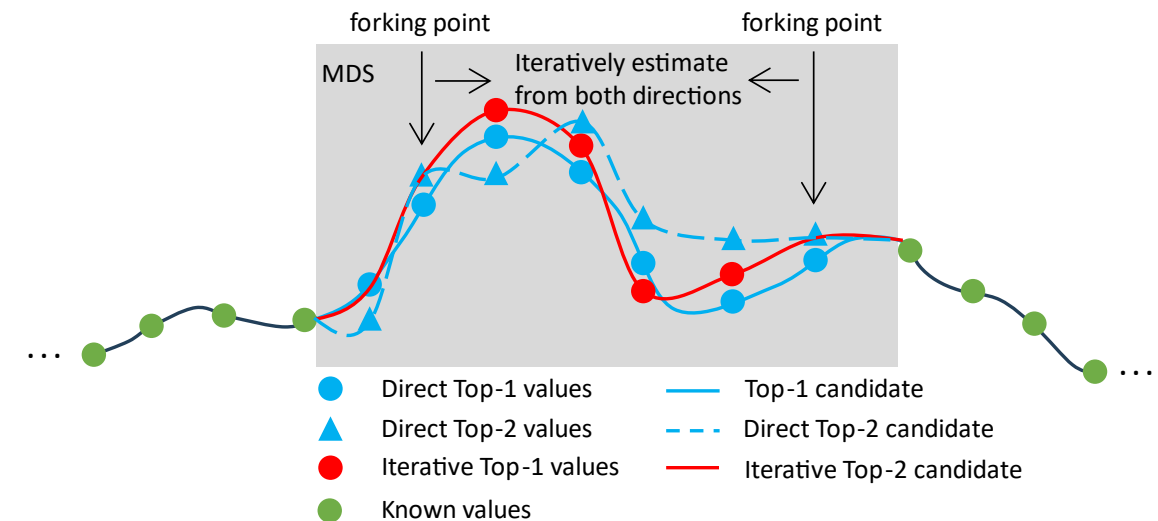 forking point
forking point
MDS
Iteratively estimate
from both directions
...
...
Direct Top-1 values
Top-1 candidate
Direct Top-2 values
Direct Top-2 candidate
Iterative Top-1 values
Iterative Top-2 candidate
Known values